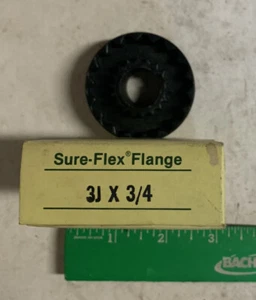 Sure-Flex® Flange
3J X 3/4
1 2 3
BACH